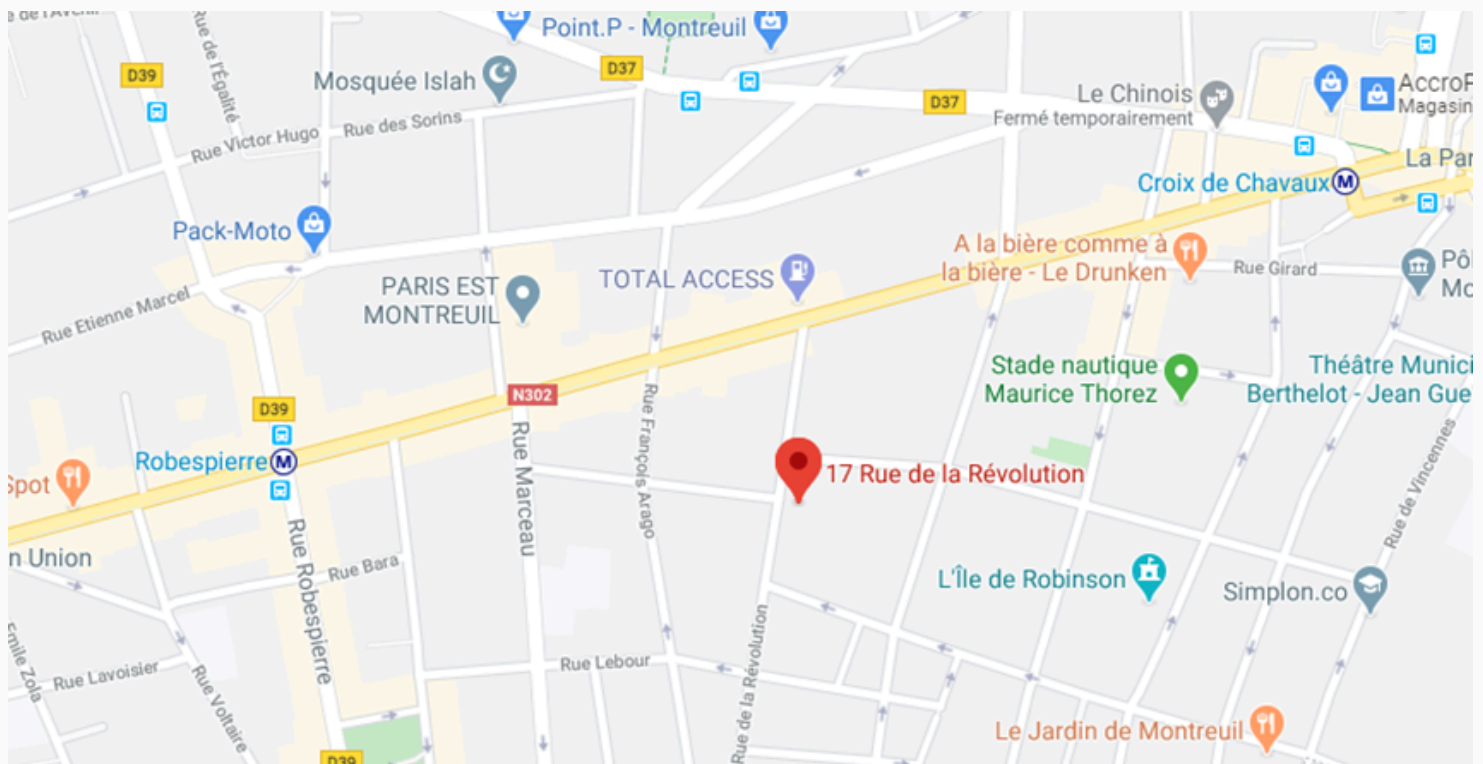 Point.P - Montreuil
D39
Rue de l'Égalité
Mosquée Islah
D37
D37
Le Chinois
Fermé temporairement
AccroF
Magasin
Rue Victor Hugo
Rue des Sorins
La Par
Croix de Chavaux
M
Pack-Moto
A la bière comme à
la bière - Le Drunken
Rue Girard
Pôl
Mo
PARIS EST
MONTREUIL
TOTAL ACCESS
Rue Etienne Marcel
Stade nautique
Maurice Thorez
Théâtre Munici
Berthelot - Jean Gue
N302
D39
Rue François Arago
Robespierre
M
Spot
Rue Marceau
17 Rue de la Révolution
Rue de Vincennes
n Union
Rue Bara
Rue Robespierre
L'Île de Robinson
Simplon.co
Emile Zola
Rue Lavoisier
Rue Voltaire
Rue Lebour
Rue de la Révolution
Le Jardin de Montreuil
D39